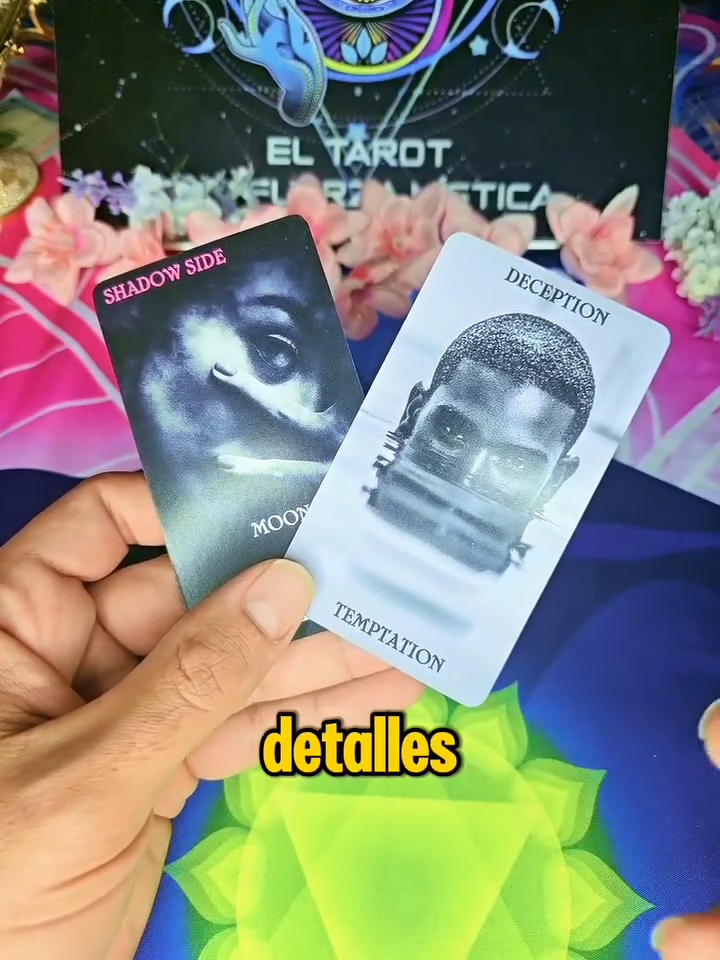 EL TAROT
SHADOW SIDE
MOON
DECEPTION
TEMPTATION
detalles